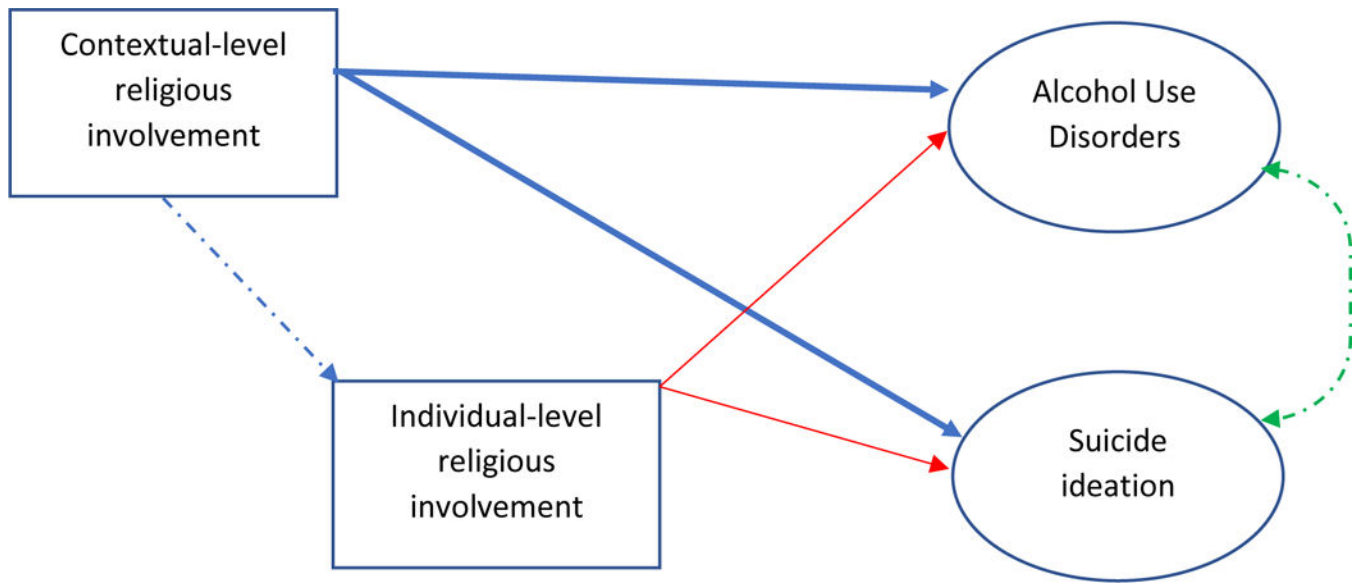 Contextual-level
religious
involvement
Alcohol Use
Disorders
Individual-level
religious
involvement
Suicide
ideation